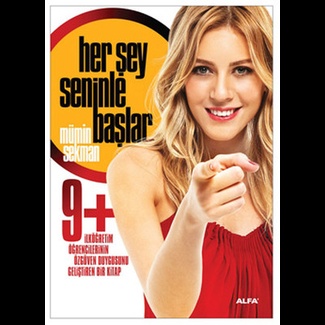 her şey
seninle
başlar
mümin
sekman
9+
İLKÖĞRETİM
ÖĞRENCİLERİNİN
ÖZGÜVEN DUYGUSUNU
GELİŞTİREN BİR KİTAP
ALFA